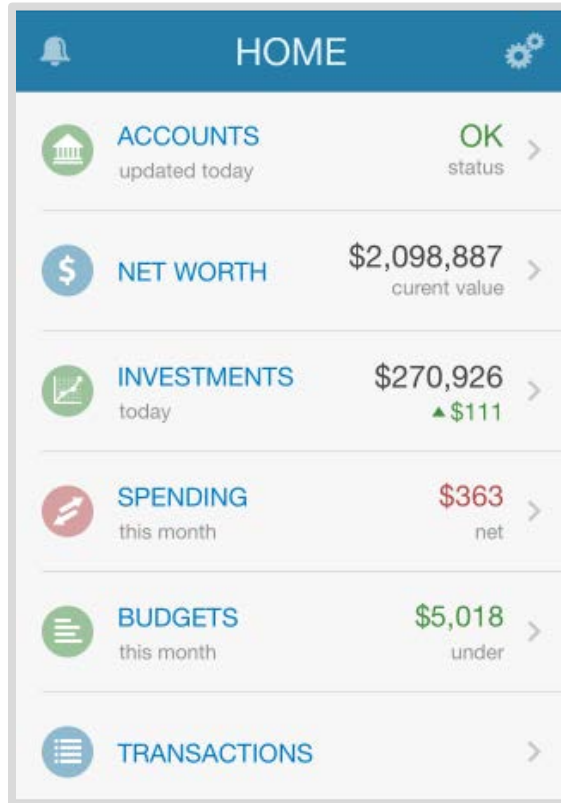 HOME
ACCOUNTS OK
updated today status
NET WORTH $2,098,887
curent value
INVESTMENTS $270,926
today ▲$111
SPENDING $363
this month net
BUDGETS $5,018
this month under
TRANSACTIONS